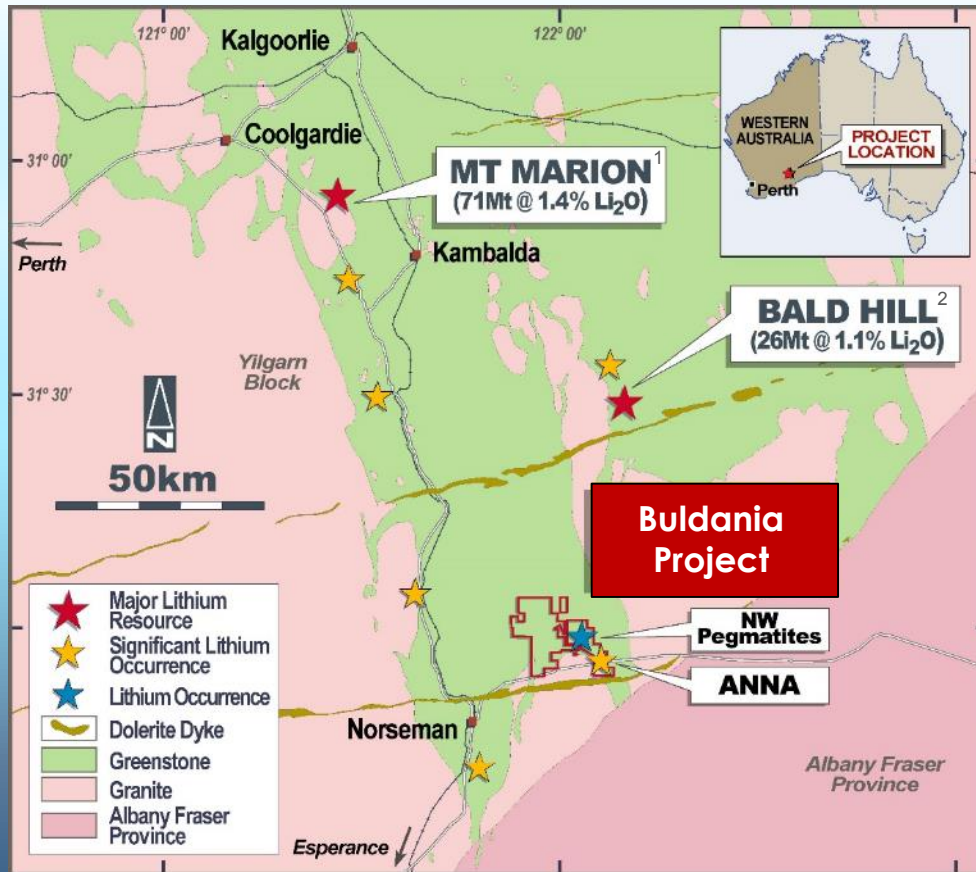 121° 00'
122° 00'
Kalgoorlie
Coolgardie
31° 00'
MT MARION¹
(71Mt @ 1.4% Li₂O)
WESTERN
AUSTRALIA
PROJECT
LOCATION
Perth
Perth
Kambalda
BALD HILL²
(26Mt @ 1.1% Li₂O)
Yilgarn
Block
31° 30'
N
50km
Buldania
Project
Major Lithium
Resource
Significant Lithium
Occurrence
Lithium Occurrence
Dolerite Dyke
Greenstone
Granite
Albany Fraser
Province
NW
Pegmatites
ANNA
Norseman
Albany Fraser
Province
Esperance